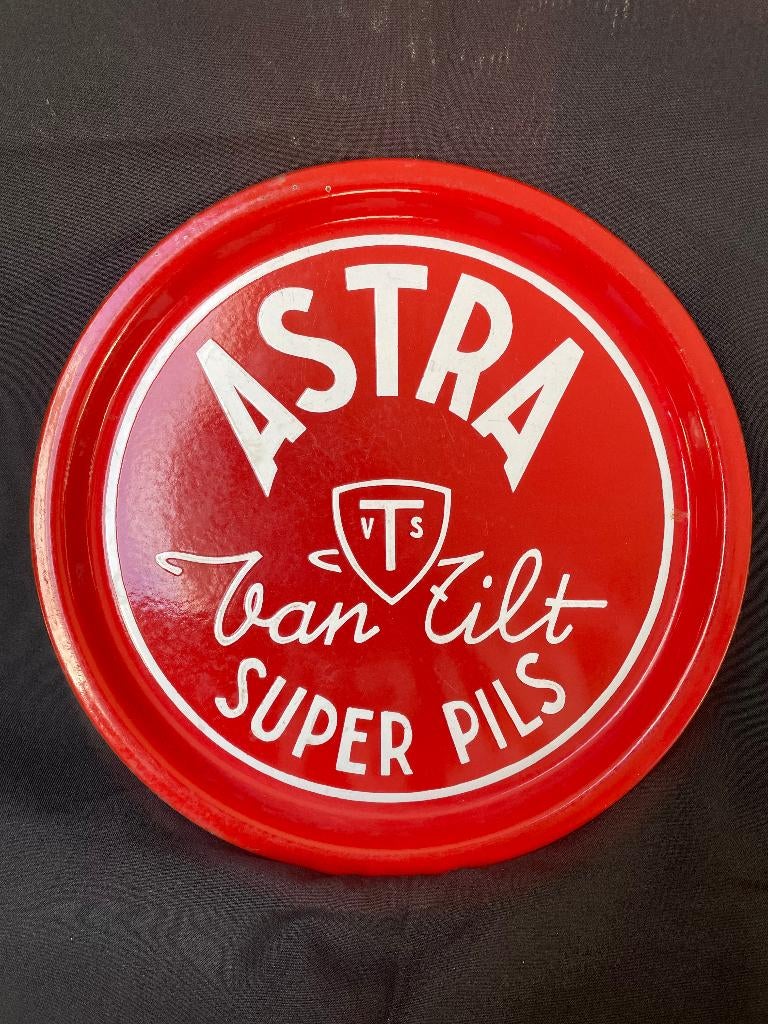 ASTRA
VTS
Van Tilt
SUPER PILS